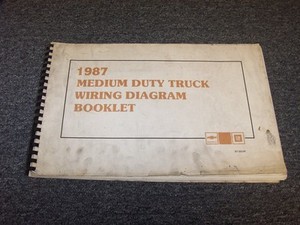 1987
MEDIUM DUTY TRUCK
WIRING DIAGRAM
BOOKLET